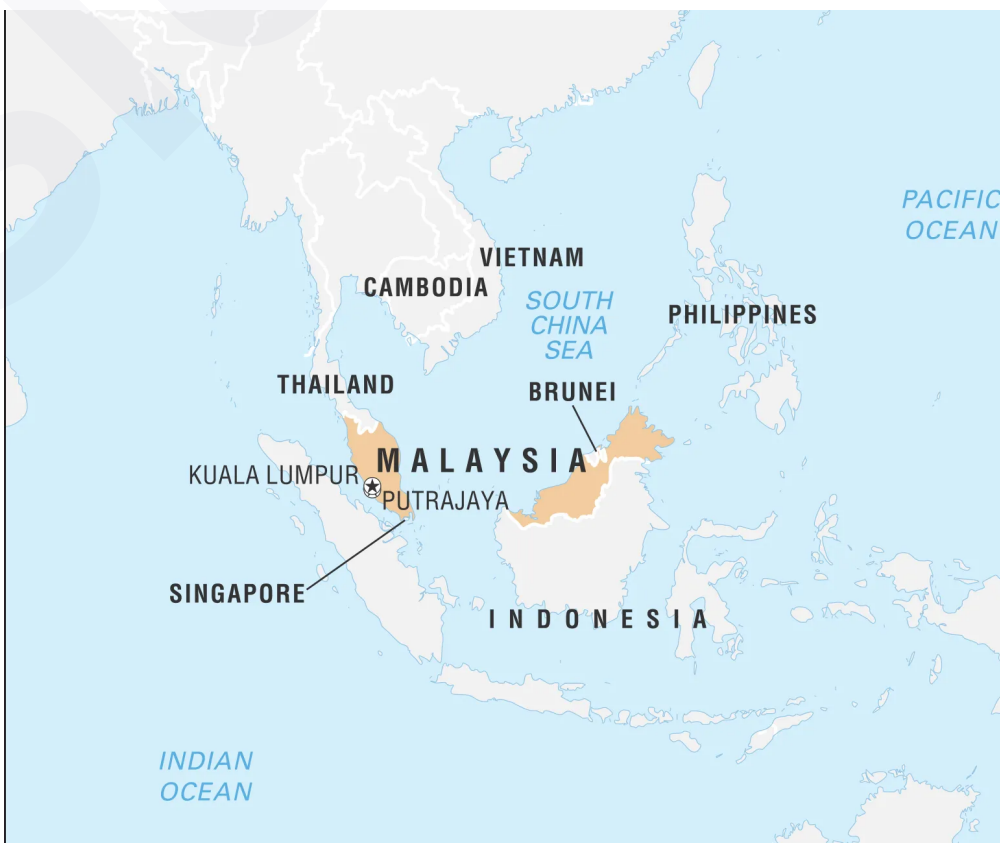 PACIFIC
OCEAN
VIETNAM
CAMBODIA
SOUTH
CHINA
SEA
PHILIPPINES
THAILAND
BRUNEI
MALAYSIA
KUALA LUMPUR
PUTRAJAYA
SINGAPORE
INDONESIA
INDIAN
OCEAN